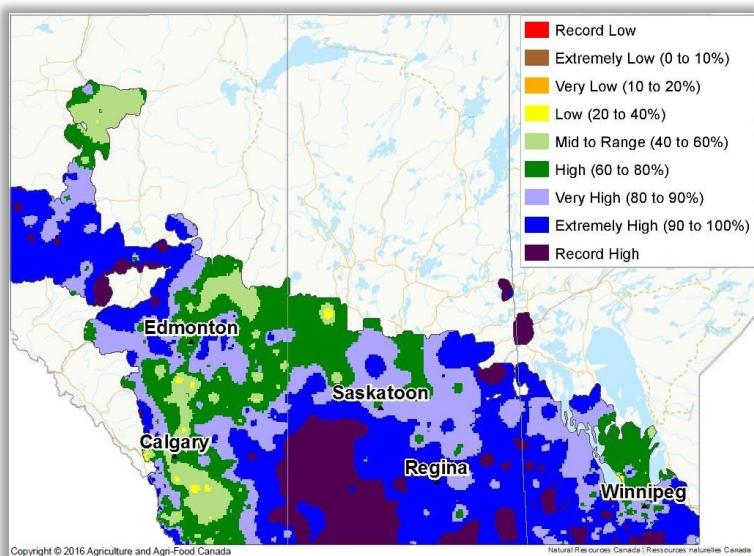 Record Low
Extremely Low (0 to 10%)
Very Low (10 to 20%)
Low (20 to 40%)
Mid to Range (40 to 60%)
High (60 to 80%)
Very High (80 to 90%)
Extremely High (90 to 100%)
Record High
Edmonton
Saskatoon
Calgary
Regina
Winnipeg
Copyright © 2016 Agriculture and Agri-Food Canada
Natural Resources Canada | Ressources naturelles Canada